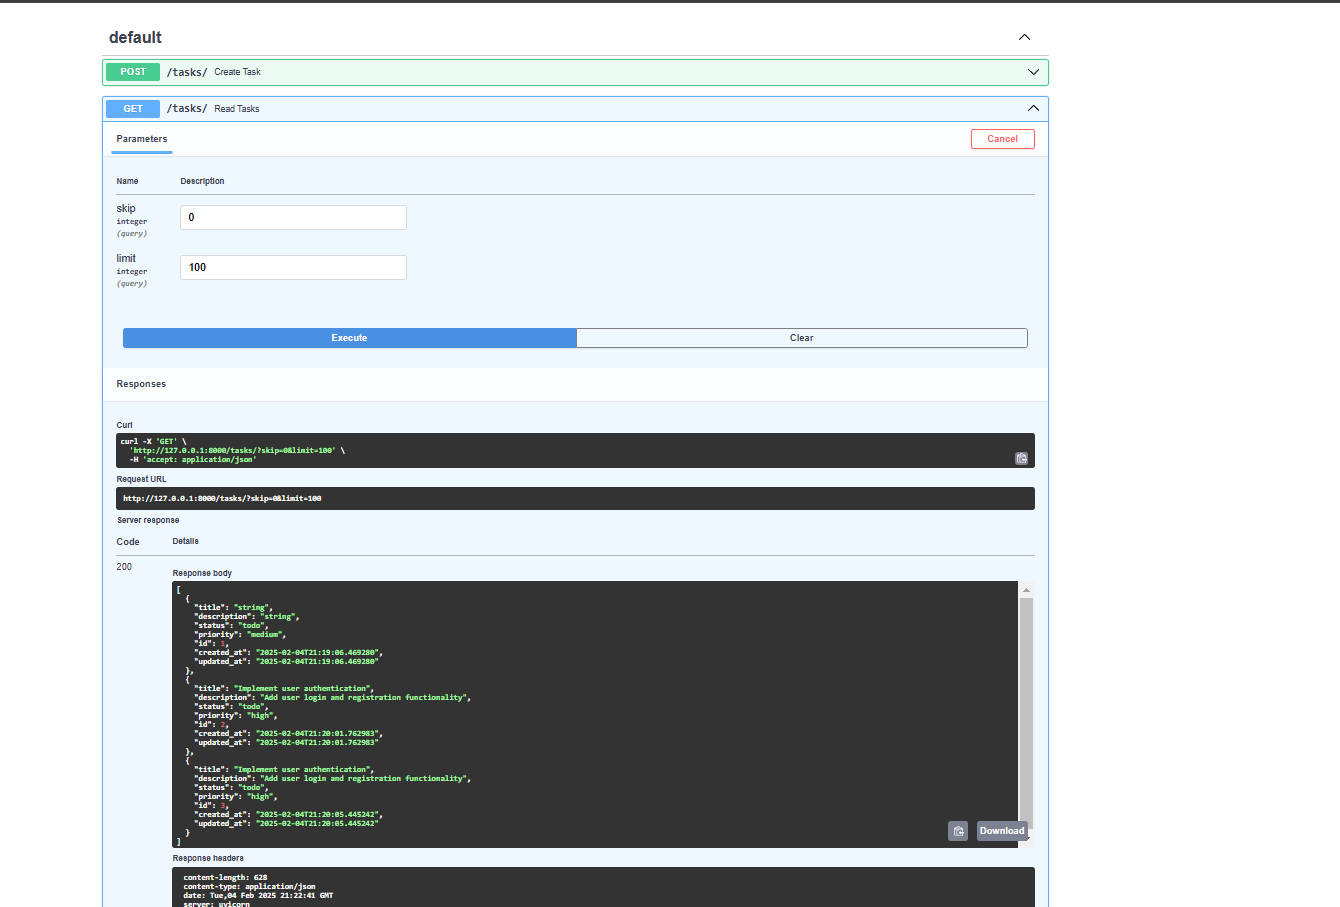 default
POST /tasks/ Create Task
GET /tasks/ Read Tasks
Parameters
Cancel
Name Description
skip
integer
(query)
0
limit
integer
(query)
100
Execute Clear
Responses
Curl
curl -X 'GET' \
'http://127.0.0.1:8000/tasks/?skip=0&limit=100' \
-H 'accept: application/json'
Request URL
http://127.0.0.1:8000/tasks/?skip=0&limit=100
Server response
Code Details
200
Response body
[
{
"title": "string",
"description": "string",
"status": "todo",
"priority": "medium",
"id": 1,
"created_at": "2025-02-04T21:19:06.469280",
"updated_at": "2025-02-04T21:19:06.469280"
},
{
"title": "Implement user authentication",
"description": "Add user login and registration functionality",
"status": "todo",
"priority": "high",
"id": 2,
"created_at": "2025-02-04T21:20:01.762983",
"updated_at": "2025-02-04T21:20:01.762983"
},
{
"title": "Implement user authentication",
"description": "Add user login and registration functionality",
"status": "todo",
"priority": "high",
"id": 3,
"created_at": "2025-02-04T21:20:05.445242",
"updated_at": "2025-02-04T21:20:05.445242"
}
]
Download
Response headers
content-length: 628
content-type: application/json
date: Tue,04 Feb 2025 21:22:41 GMT
server: uvicorn